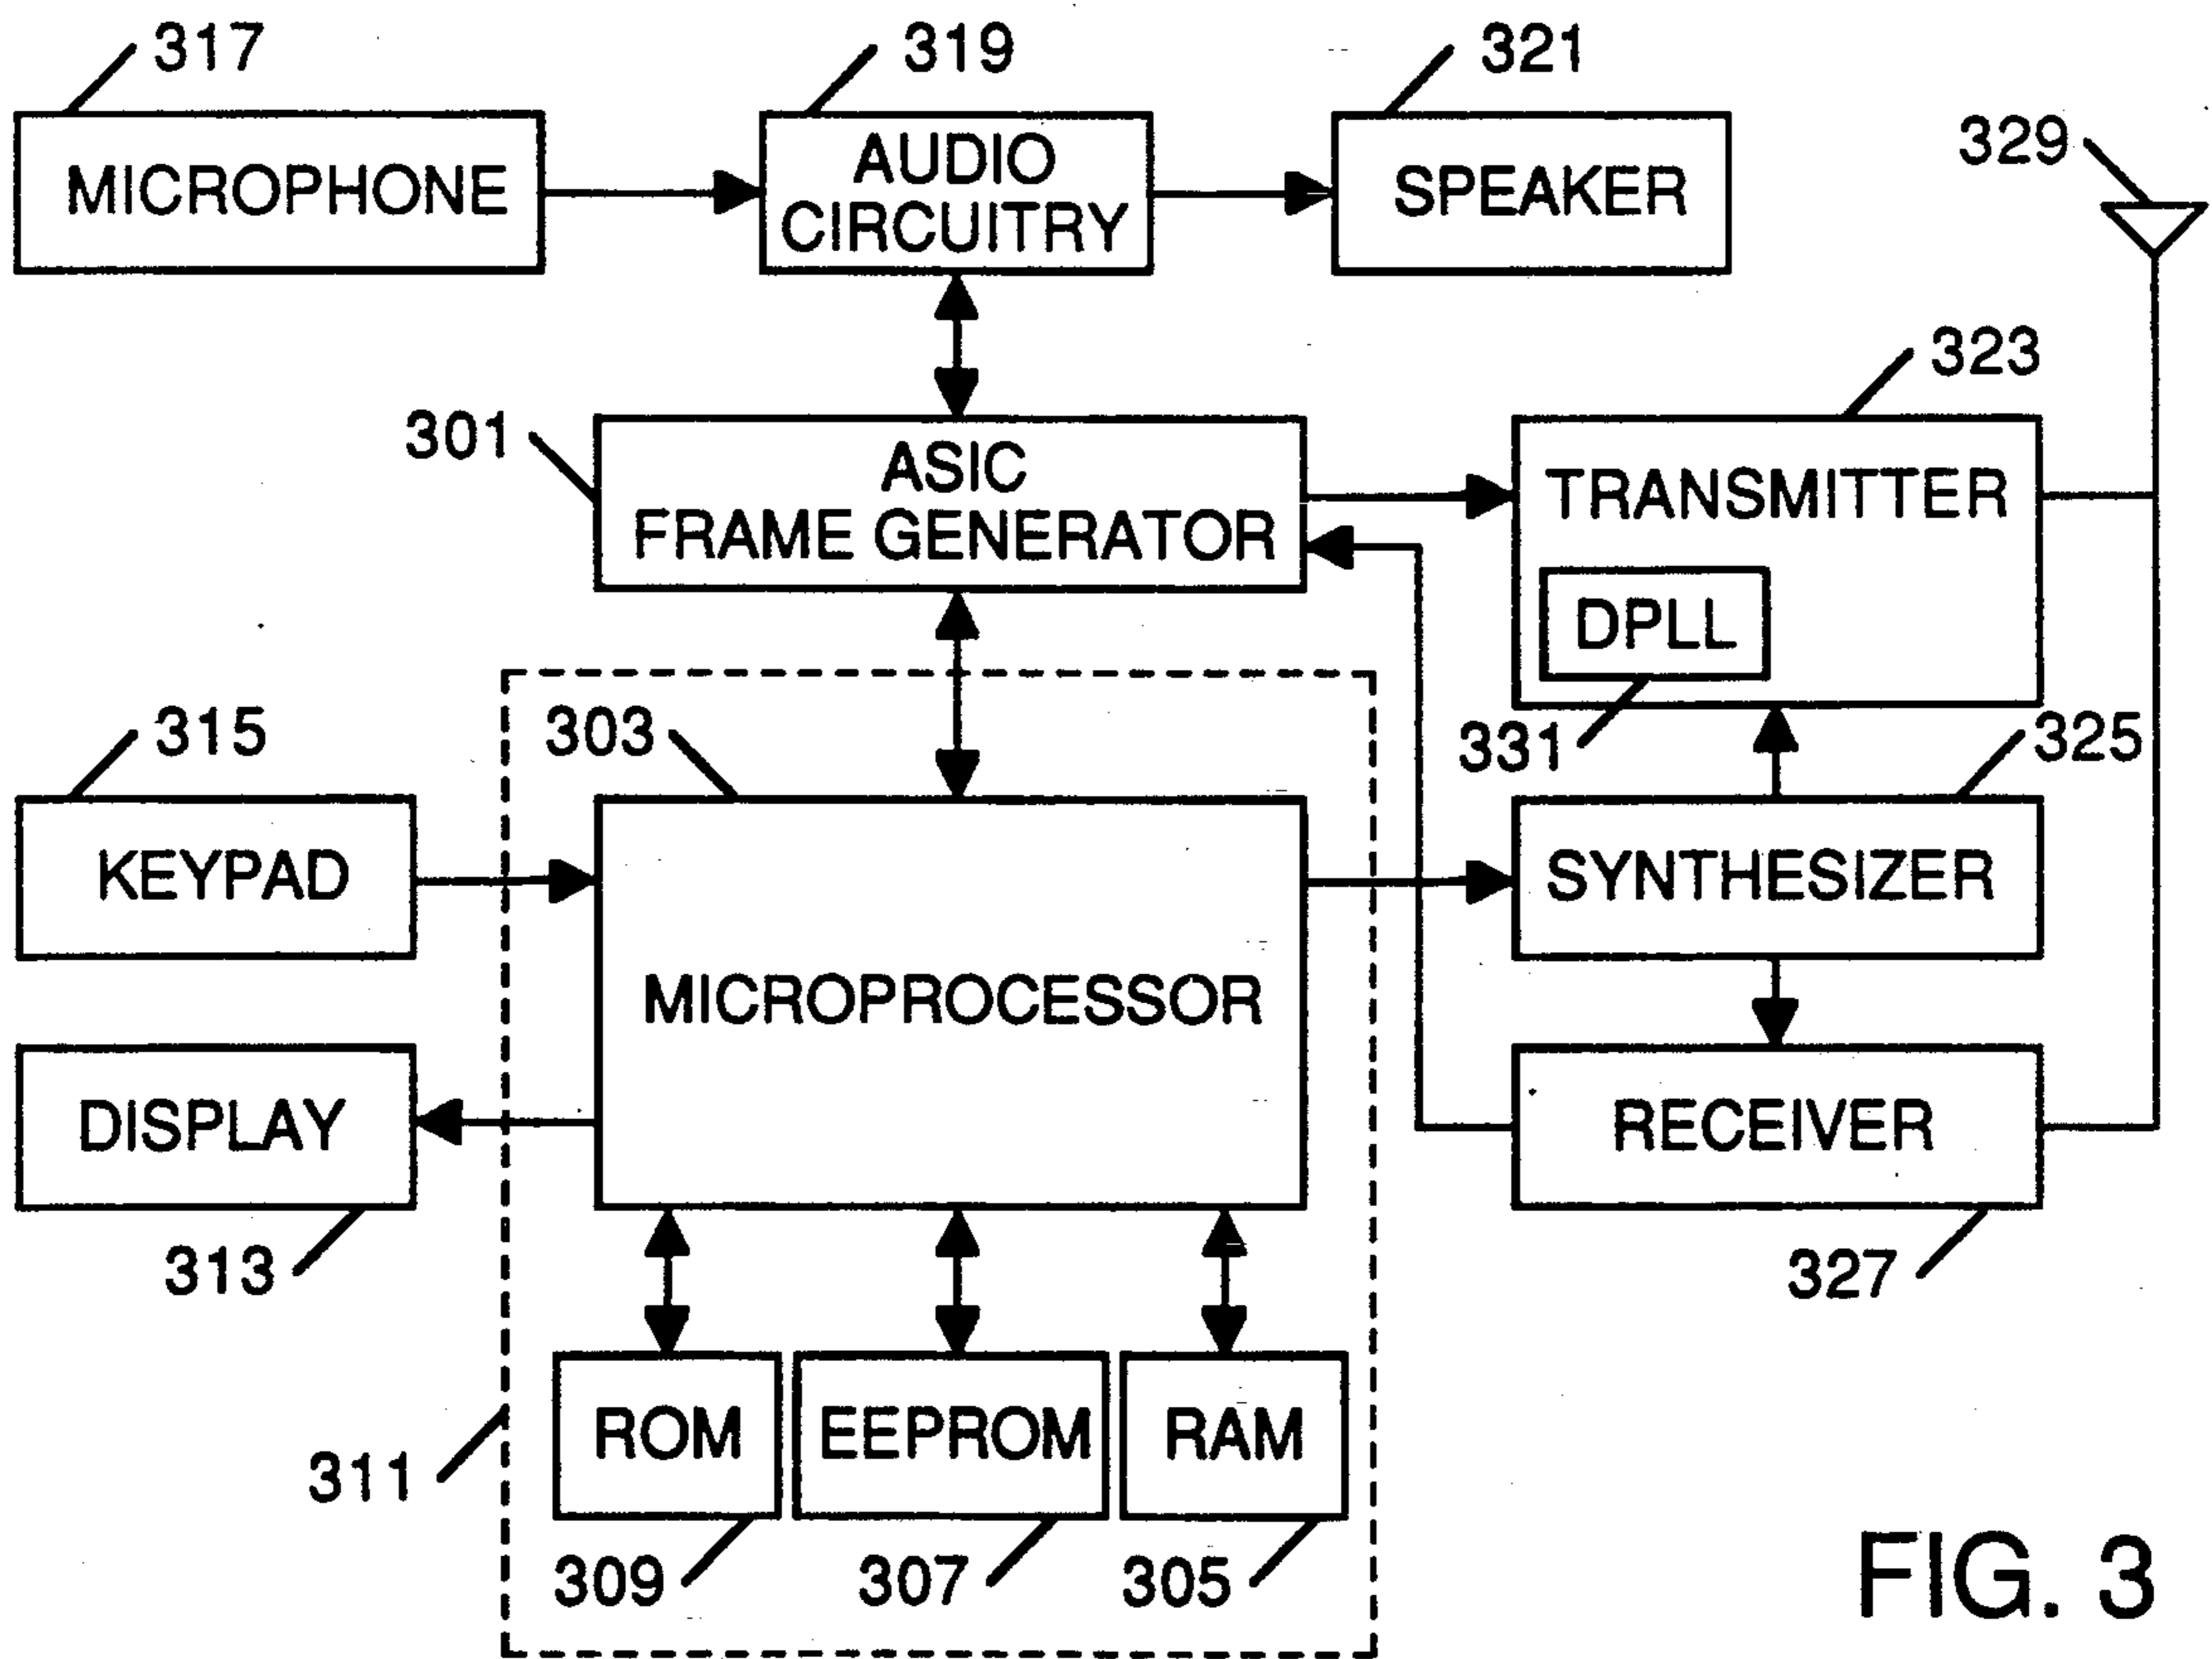 317
319
321
329
MICROPHONE
AUDIO
CIRCUITRY
SPEAKER
323
301
ASIC
FRAME GENERATOR
TRANSMITTER
DPLL
331
315
303
325
KEYPAD
SYNTHESIZER
MICROPROCESSOR
DISPLAY
RECEIVER
313
327
ROM
EEPROM
RAM
311
309
307
305
FIG. 3